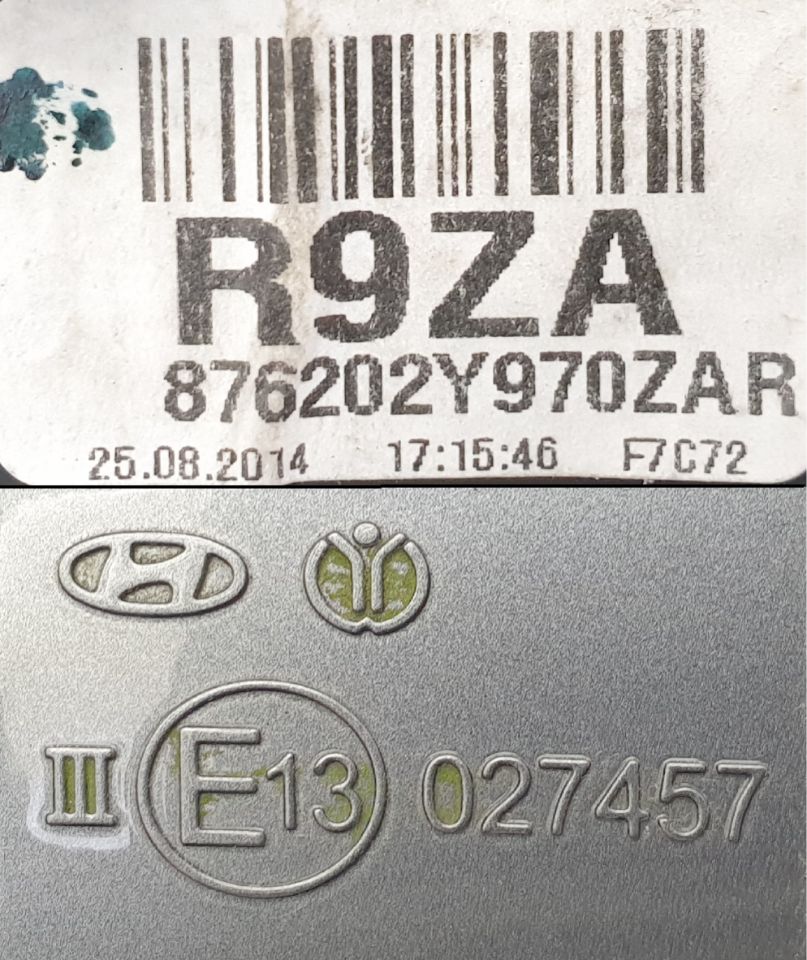 R9ZA
876202Y970ZAR
25.08.2014 17:15:46 F7C72
III E13 027457